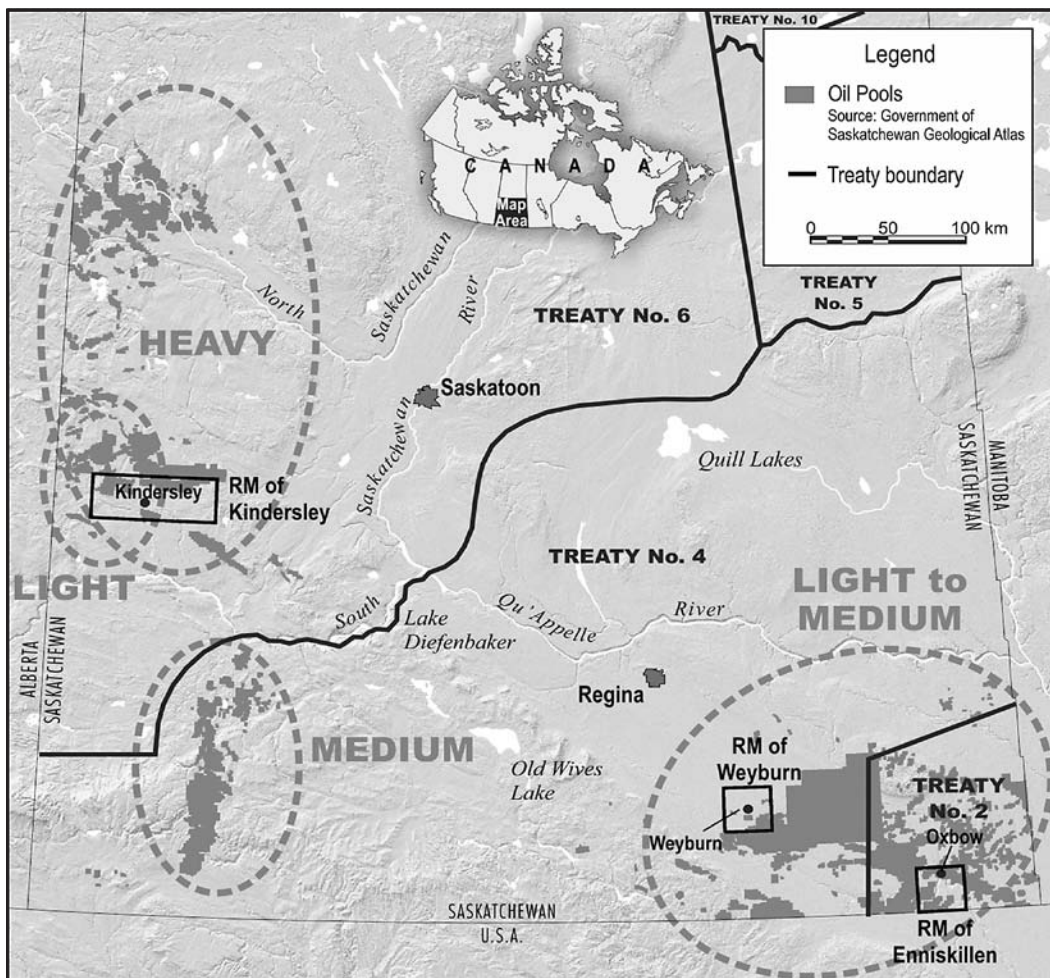 TREATY No. 10
Legend
Oil Pools
Source: Government of
Saskatchewan Geological Atlas
Treaty boundary
0 50 100 km
CANADA
Map
Area
North
Saskatchewan
River
TREATY No. 6
TREATY
No. 5
HEAVY
Saskatoon
Saskatchewan
Quill Lakes
SASKATCHEWAN
MANITOBA
Kindersley
RM of
Kindersley
TREATY No. 4
LIGHT
LIGHT to
MEDIUM
South
Lake
Diefenbaker
Qu'Appelle
River
ALBERTA
SASKATCHEWAN
Regina
MEDIUM
Old Wives
Lake
RM of
Weyburn
Weyburn
TREATY
No. 2
Oxbow
SASKATCHEWAN
U.S.A.
RM of
Enniskillen